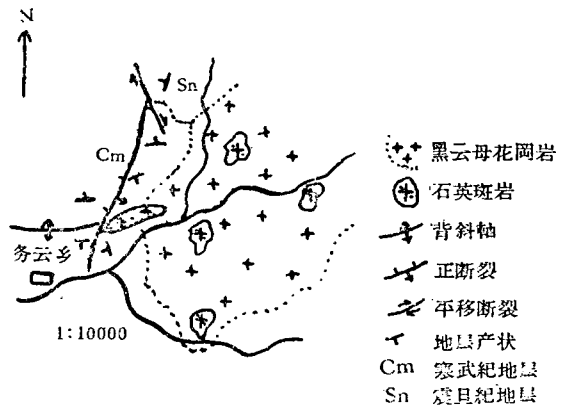 N
Sn
Cm
务云乡
1:10000
黑云母花岡岩
石英斑岩
背斜軸
正断裂
平移断裂
地层产状
Cm 寒武紀地层
Sn 震旦紀地层